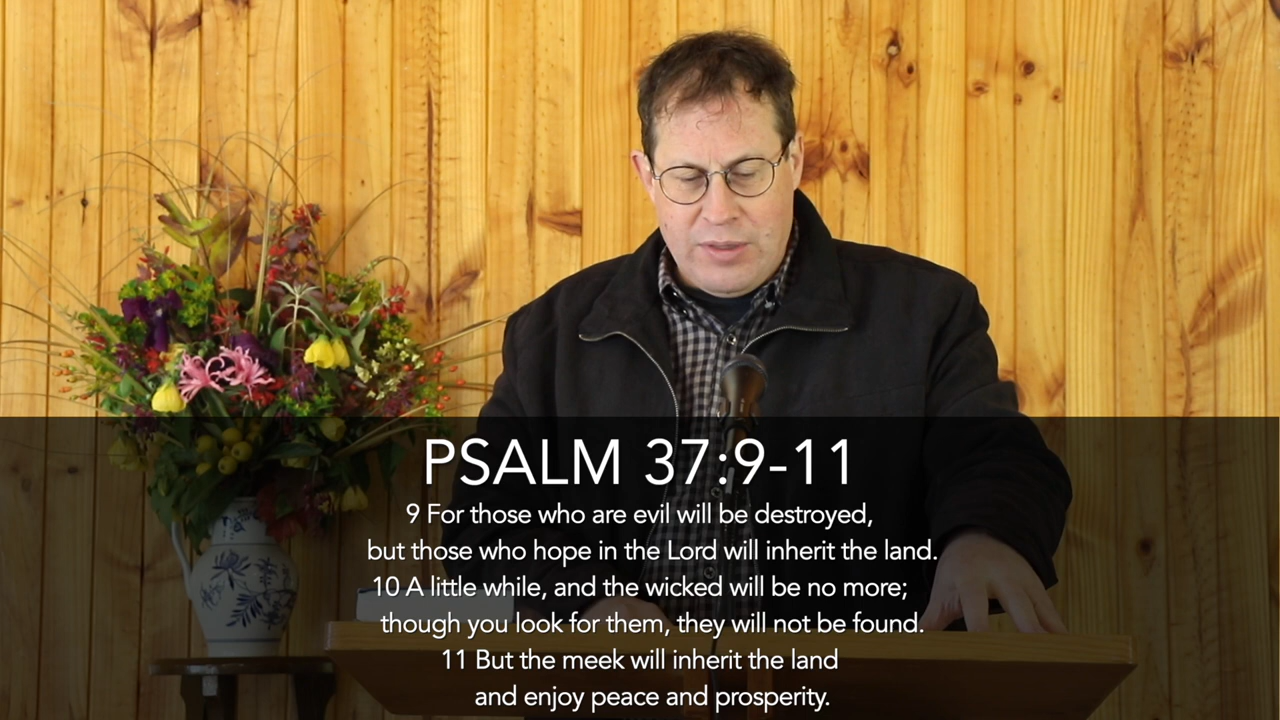 PSALM 37:9-11
9 For those who are evil will be destroyed,
but those who hope in the Lord will inherit the land.
10 A little while, and the wicked will be no more;
though you look for them, they will not be found.
11 But the meek will inherit the land
and enjoy peace and prosperity.